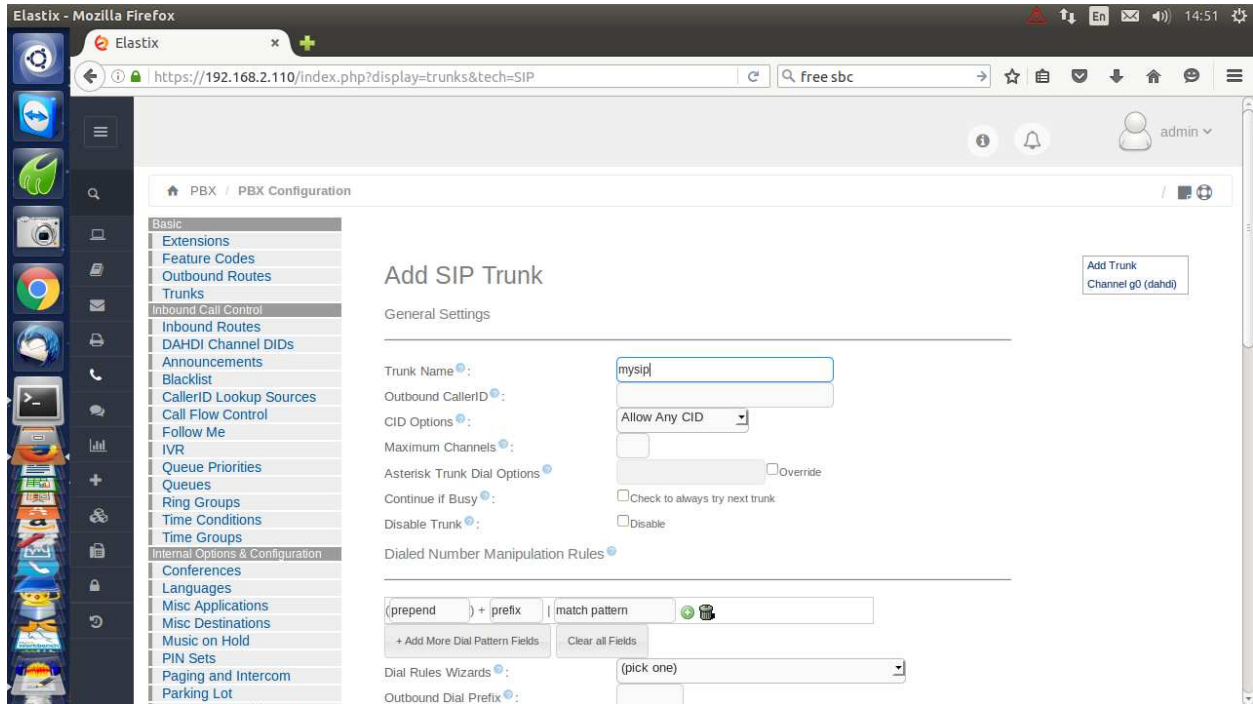 Elastix - Mozilla Firefox
En 14:51
Elastix
https://192.168.2.110/index.php?display=trunks&tech=SIP
free sbc
admin
PBX / PBX Configuration /
Basic
Extensions
Feature Codes
Outbound Routes
Trunks
Inbound Call Control
Inbound Routes
DAHDI Channel DIDs
Announcements
Blacklist
CallerID Lookup Sources
Call Flow Control
Follow Me
IVR
Queue Priorities
Queues
Ring Groups
Time Conditions
Time Groups
Internal Options & Configuration
Conferences
Languages
Misc Applications
Misc Destinations
Music on Hold
PIN Sets
Paging and Intercom
Parking Lot
Add SIP Trunk
General Settings
Trunk Name : mysip
Outbound CallerID :
CID Options : Allow Any CID
Maximum Channels :
Asterisk Trunk Dial Options Override
Continue if Busy : Check to always try next trunk
Disable Trunk : Disable
Dialed Number Manipulation Rules
(prepend ) + prefix | match pattern
+ Add More Dial Pattern Fields Clear all Fields
Dial Rules Wizards : (pick one)
Outbound Dial Prefix :
Add Trunk
Channel g0 (dahdi)